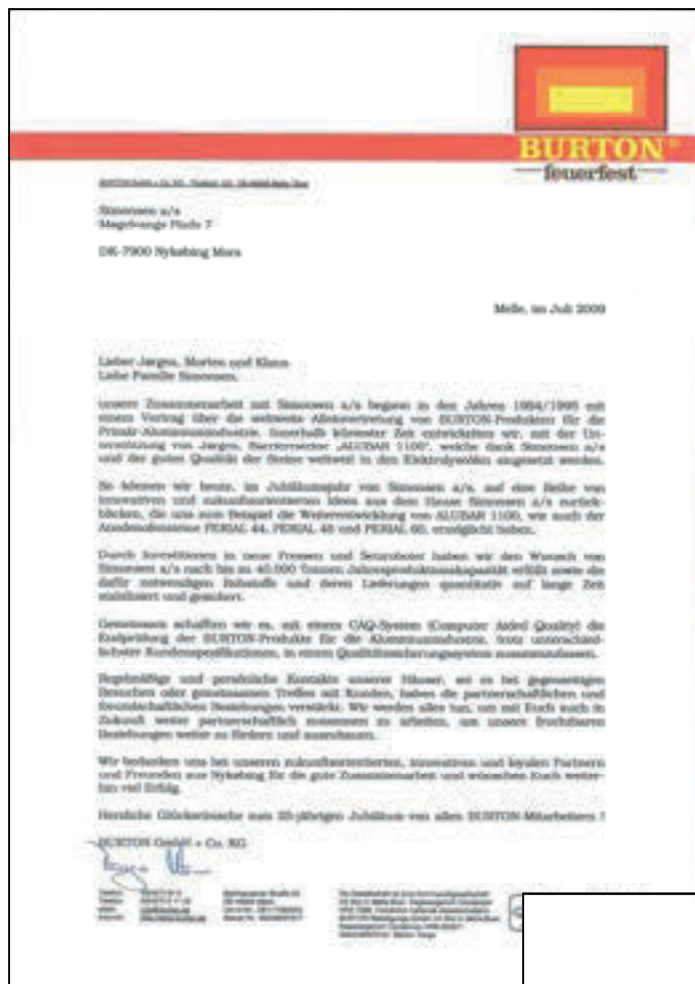 BURTON®
feuerfest
Simonsen a/s
DK-7900 Nykøbing Mors
Melle, im Juli 2009
Lieber Jørgen, Morten und Klaus
Liebe Familie Simonsen,
unsere Zusammenarbeit mit Simonsen a/s begann in den Jahren 1994/1995 mit
einem Vertrag über die weltweite Alleinvertretung von BURTON-Produkten für die
Primär-Aluminiumindustrie. Innerhalb kürzester Zeit entwickelten wir, mit der Un-
terstützung von Jørgen, Barrieresteine „ALUBAR 1100", welche dank Simonsen a/s
und der guten Qualität der Steine weltweit in den Elektrolyseöfen eingesetzt werden.
So können wir heute, im Jubiläumsjahr von Simonsen a/s, auf eine Reihe von
innovativen und zukunftsorientierten Ideen aus dem Hause Simonsen a/s zurück-
blicken, die uns zum Beispiel die Weiterentwicklung von ALUBAR 1100, wie auch der
Anodenofensteine PERIAL 44, PERIAL 48 und PERIAL 60, ermöglicht haben.
Durch Investitionen in neue Pressen und Setzroboter haben wir den Wunsch von
Simonsen a/s nach bis zu 40.000 Tonnen Jahresproduktionskapazität erfüllt sowie die
dafür notwendigen Rohstoffe und deren Lieferungen quantitativ auf lange Zeit
stabilisiert und gesichert.
Gemeinsam schafften wir es, mit einem CAQ-System (Computer Aided Quality) die
Endprüfung der BURTON-Produkte für die Aluminiumindustrie, trotz unterschied-
lichster Kundenspezifikationen, in einem Qualitätssicherungssystem zusammenzufassen.
Regelmäßige und persönliche Kontakte unserer Häuser, sei es bei gegenseitigen
Besuchen oder gemeinsamen Treffen mit Kunden, haben die partnerschaftlichen und
freundschaftlichen Beziehungen verstärkt. Wir werden alles tun, um mit Euch auch in
Zukunft weiter partnerschaftlich zusammen zu arbeiten, um unsere fruchtbaren
Beziehungen weiter zu fördern und auszubauen.
Wir bedanken uns bei unseren zukunftsorientierten, innovativen und loyalen Partnern
und Freunden aus Nykøbing für die gute Zusammenarbeit und wünschen Euch weiter-
hin viel Erfolg.
Herzliche Glückwünsche zum 25-jährigen Jubiläum von allen BURTON-Mitarbeitern !
BURTON GmbH + Co. KG